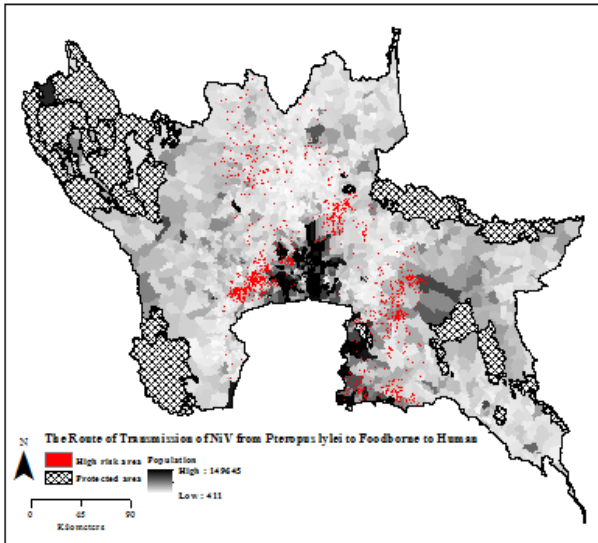 The Route of Transmission of NiV from Pteropus lylei to Foodborne to Human
N
High risk area
Protected area
Population
High : 149645
Low : 411
0 45 90
Kilometers